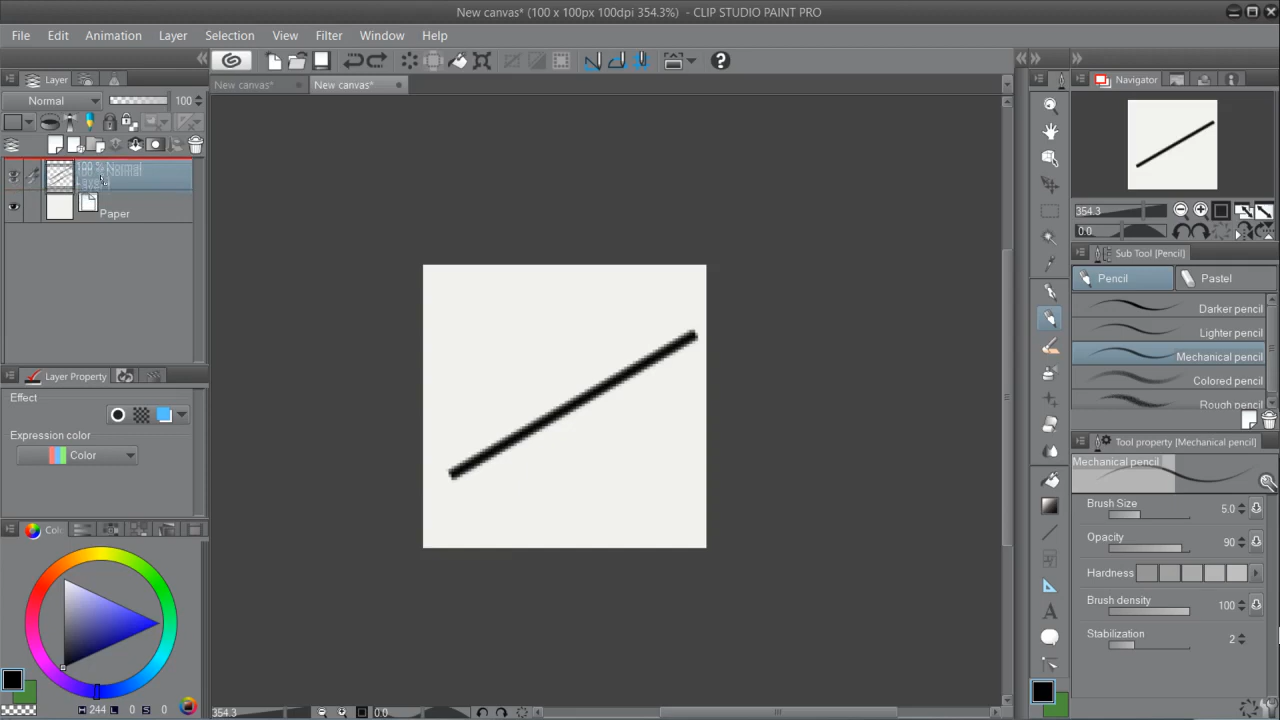 New canvas* (100 x 100px 100dpi 354.3%) - CLIP STUDIO PAINT PRO
File Edit Animation Layer Selection View Filter Window Help
Layer
New canvas* New canvas*
Navigator
Normal 100
100 % Normal
Paper
354.3
0.0
Sub Tool [Pencil]
Pencil Pastel
Darker pencil
Lighter pencil
Mechanical pencil
Colored pencil
Rough pencil
Layer Property
Effect
Expression color
Color
Tool property [Mechanical pencil]
Mechanical pencil
Brush Size 5.0
Opacity 90
Hardness
Brush density 100
Stabilization 2
H 244 L 0 S 0
354.3 0.0